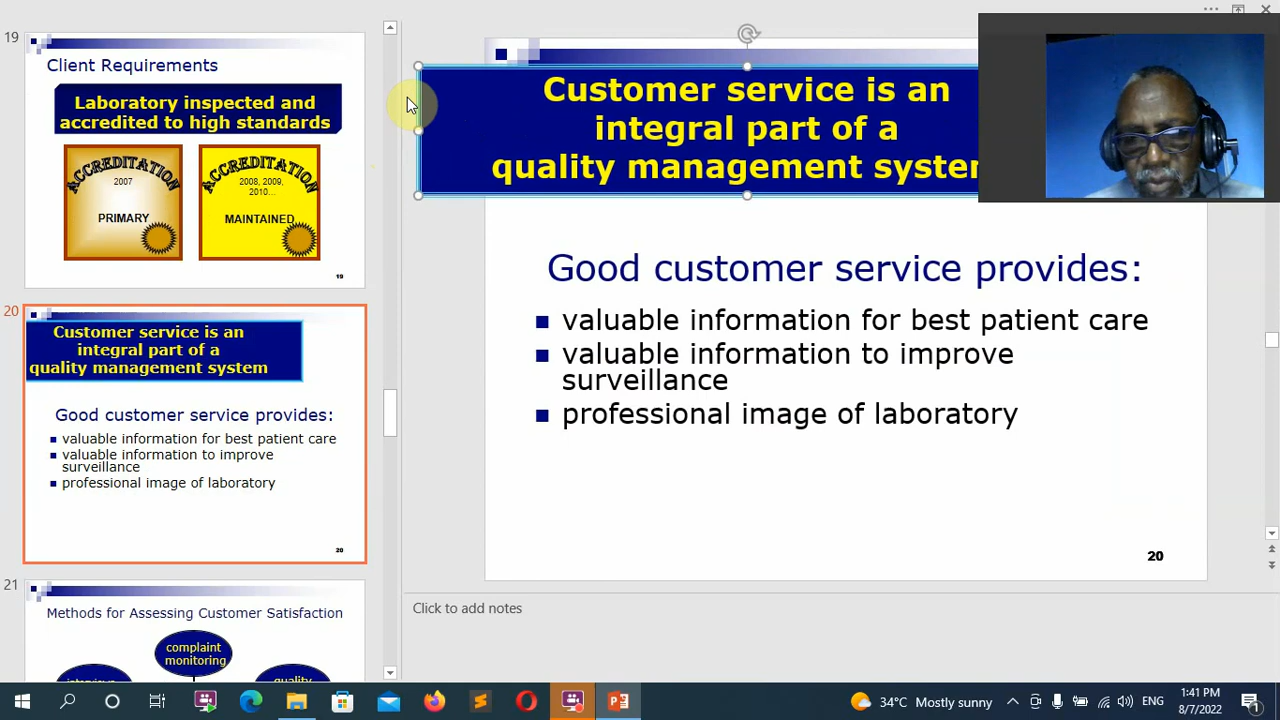 19
Client Requirements
Laboratory inspected and
accredited to high standards
ACCREDITATION
2007
PRIMARY
ACCREDITATION
2008, 2009,
2010...
MAINTAINED
19
20
Customer service is an
integral part of a
quality management system
Good customer service provides:
valuable information for best patient care
valuable information to improve
surveillance
professional image of laboratory
20
21
Methods for Assessing Customer Satisfaction
complaint
monitoring
quality
Customer service is an
integral part of a
quality management system
Good customer service provides:
valuable information for best patient care
valuable information to improve
surveillance
professional image of laboratory
20
Click to add notes
34°C Mostly sunny
ENG
1:41 PM
8/7/2022